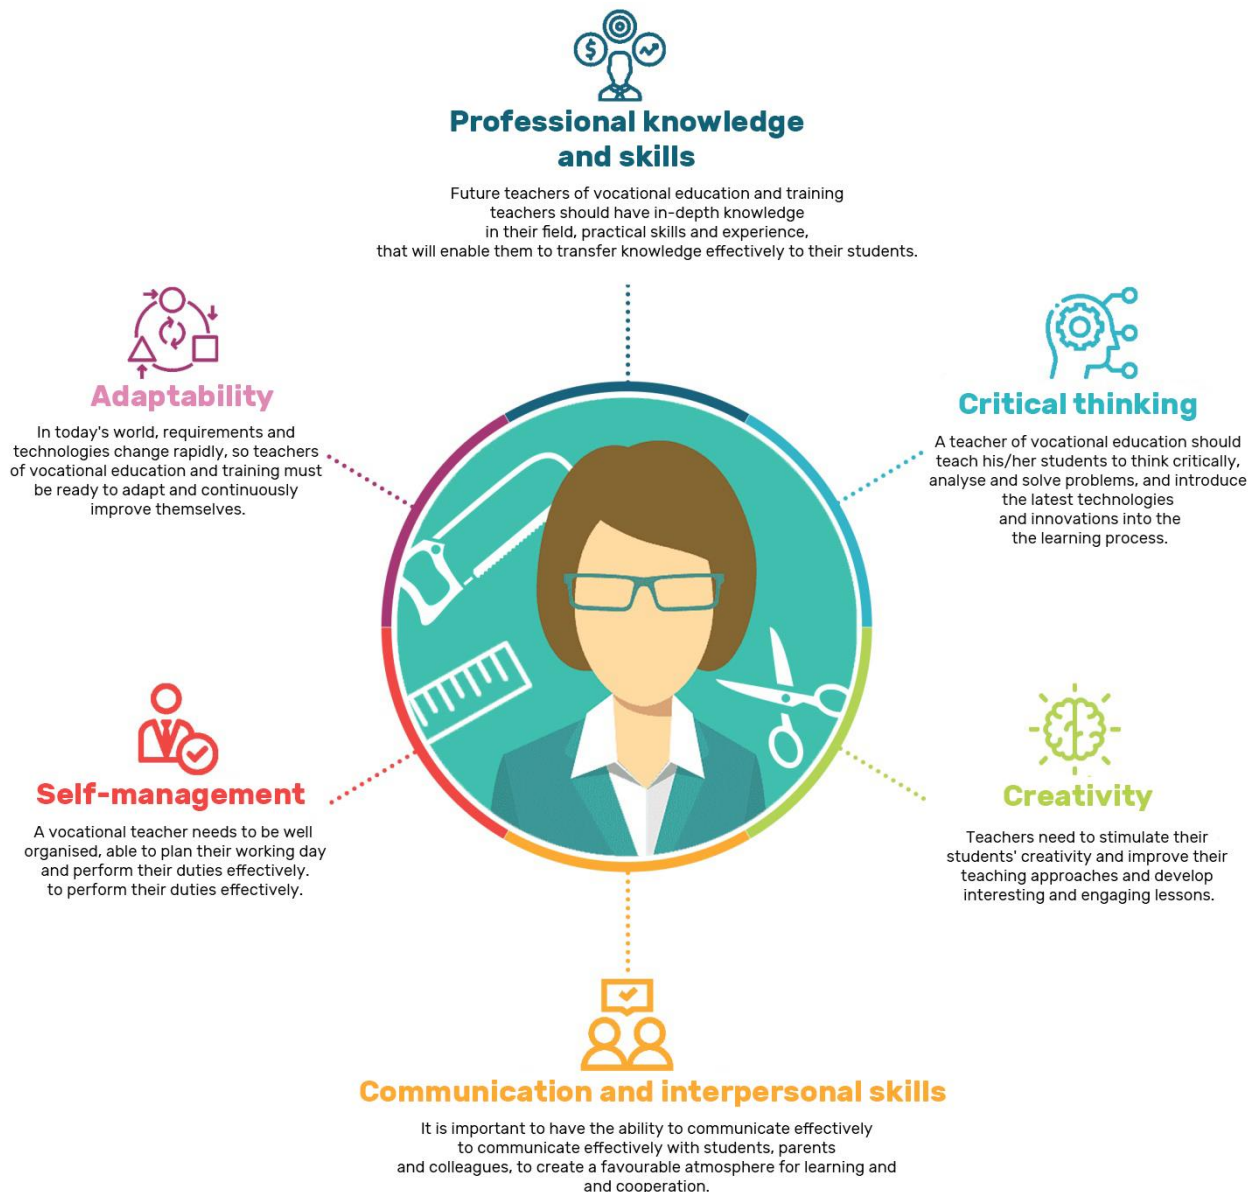 Professional knowledge
and skills
Future teachers of vocational education and training
teachers should have in-depth knowledge
in their field, practical skills and experience,
that will enable them to transfer knowledge effectively to their students.
Adaptability
In today's world, requirements and
technologies change rapidly, so teachers
of vocational education and training must
be ready to adapt and continuously
improve themselves.
Critical thinking
A teacher of vocational education should
teach his/her students to think critically,
analyse and solve problems, and introduce
the latest technologies
and innovations into the
the learning process.
Self-management
A vocational teacher needs to be well
organised, able to plan their working day
and perform their duties effectively.
to perform their duties effectively.
Creativity
Teachers need to stimulate their
students' creativity and improve their
teaching approaches and develop
interesting and engaging lessons.
Communication and interpersonal skills
It is important to have the ability to communicate effectively
to communicate effectively with students, parents
and colleagues, to create a favourable atmosphere for learning and
and cooperation.